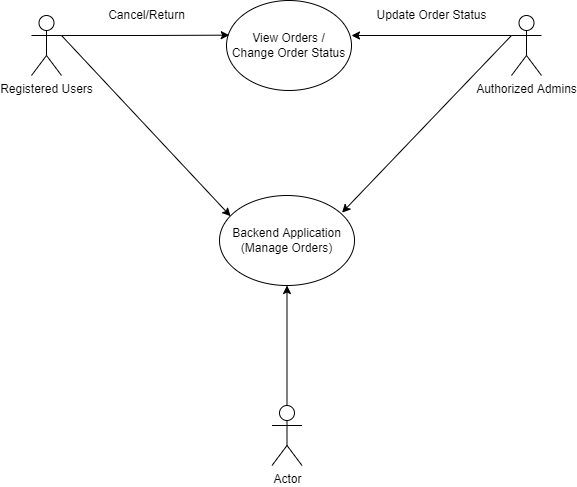 Cancel/Return
Update Order Status
View Orders /
Change Order Status
Registered Users
Authorized Admins
Backend Application
(Manage Orders)
Actor